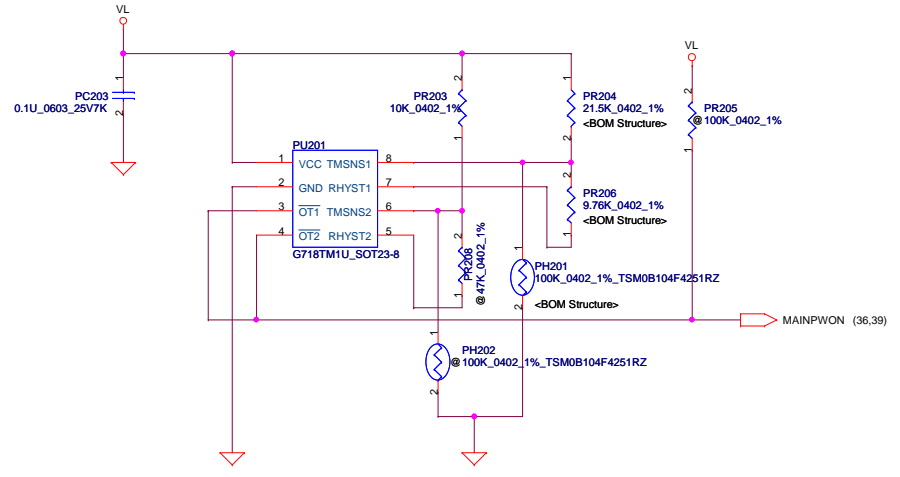 VL
VL
1
PC203
0.1U_0603_25V7K
2
2
PR203
10K_0402_1%
1
1
PR204
21.5K_0402_1%
<BOM Structure>
2
2
PR205
@ 100K_0402_1%
1
PU201
1 VCC TMSNS1 8
2 GND RHYST1 7
3 OT1 TMSNS2 6
4 OT2 RHYST2 5
G718TM1U_SOT23-8
2
PR206
9.76K_0402_1%
<BOM Structure>
1
2
PR208
@ 47K_0402_1%
1
1
PH201
100K_0402_1%_TSM0B104F4251RZ
2
<BOM Structure>
MAINPWON (36,39)
1
PH202
@ 100K_0402_1%_TSM0B104F4251RZ
2